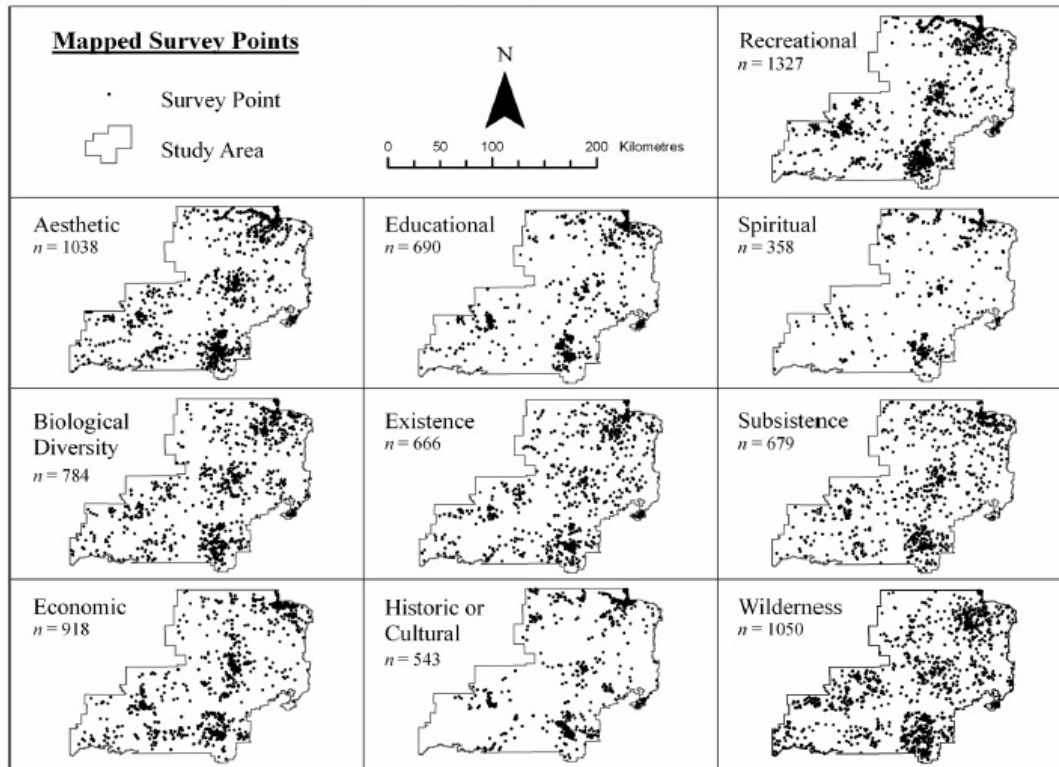 Mapped Survey Points
Survey Point
Study Area
N
0 50 100 200 Kilometres
Recreational
n = 1327
Aesthetic
n = 1038
Educational
n = 690
Spiritual
n = 358
Biological
Diversity
n = 784
Existence
n = 666
Subsistence
n = 679
Economic
n = 918
Historic or
Cultural
n = 543
Wilderness
n = 1050